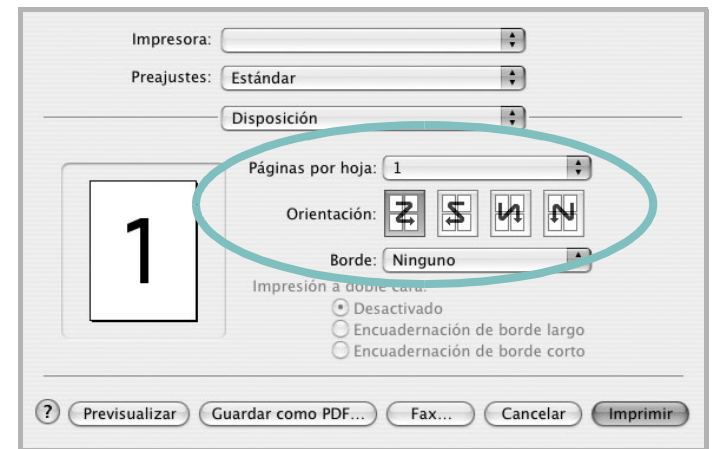 Impresora:
Preajustes: Estándar
Disposición
Páginas por hoja: 1
Orientación:
Borde: Ninguno
Impresión a doble cara:
Desactivado
Encuadernación de borde largo
Encuadernación de borde corto
1
? Previsualizar Guardar como PDF... Fax... Cancelar Imprimir